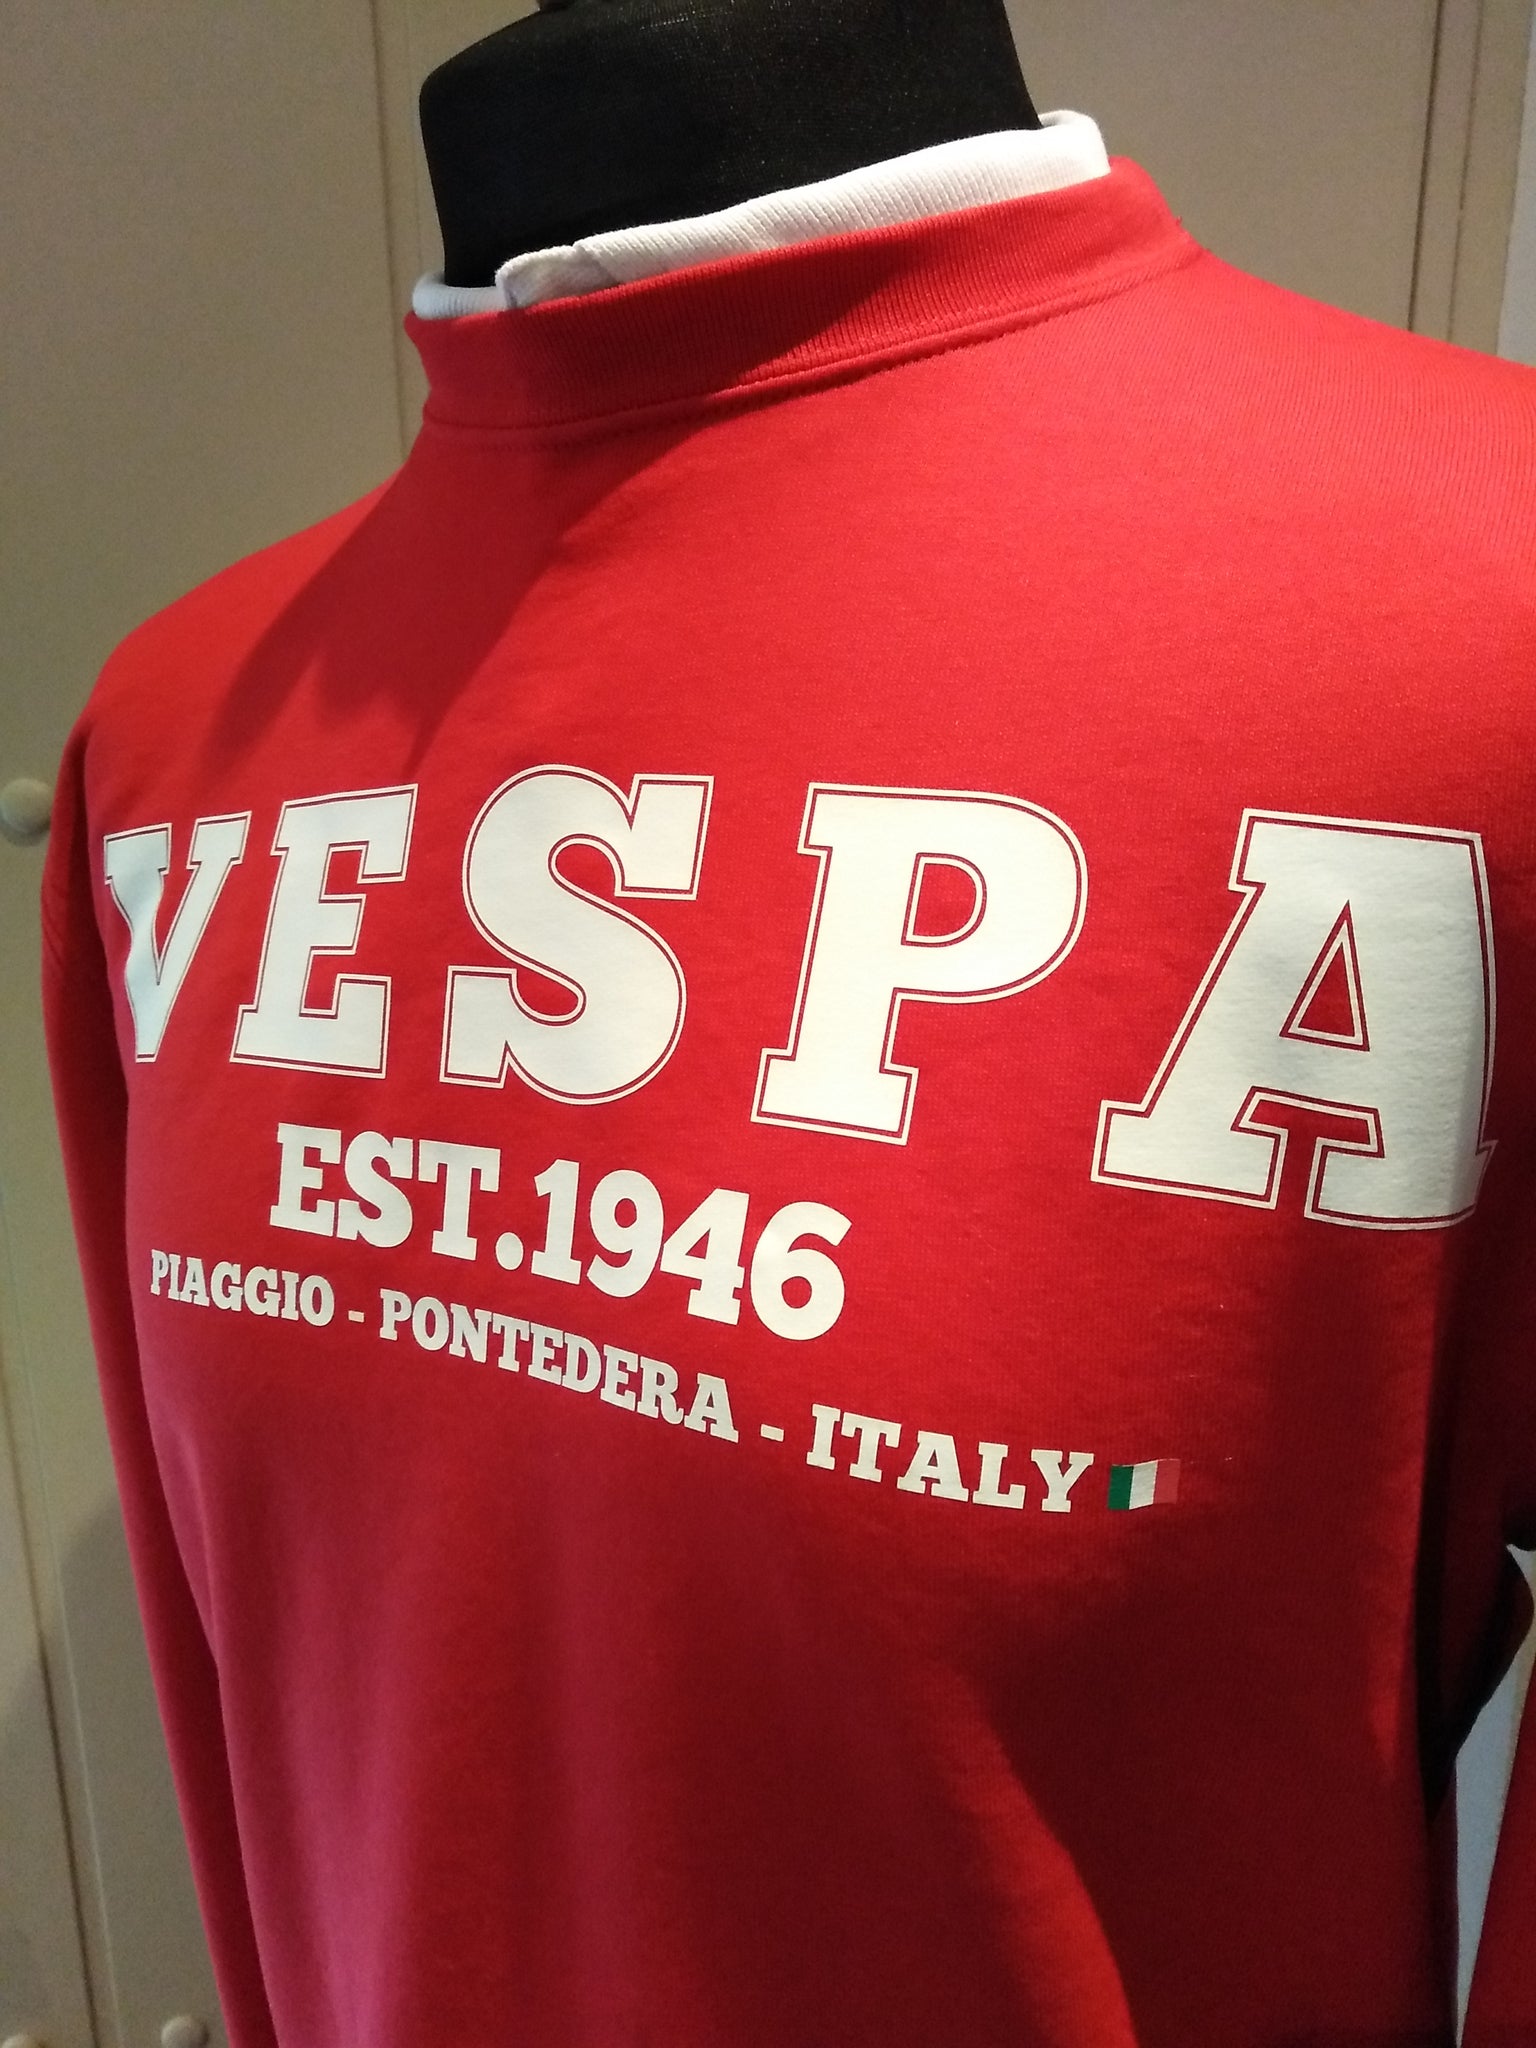 VESPA
EST.1946
PIAGGIO - PONTEDERA - ITALY